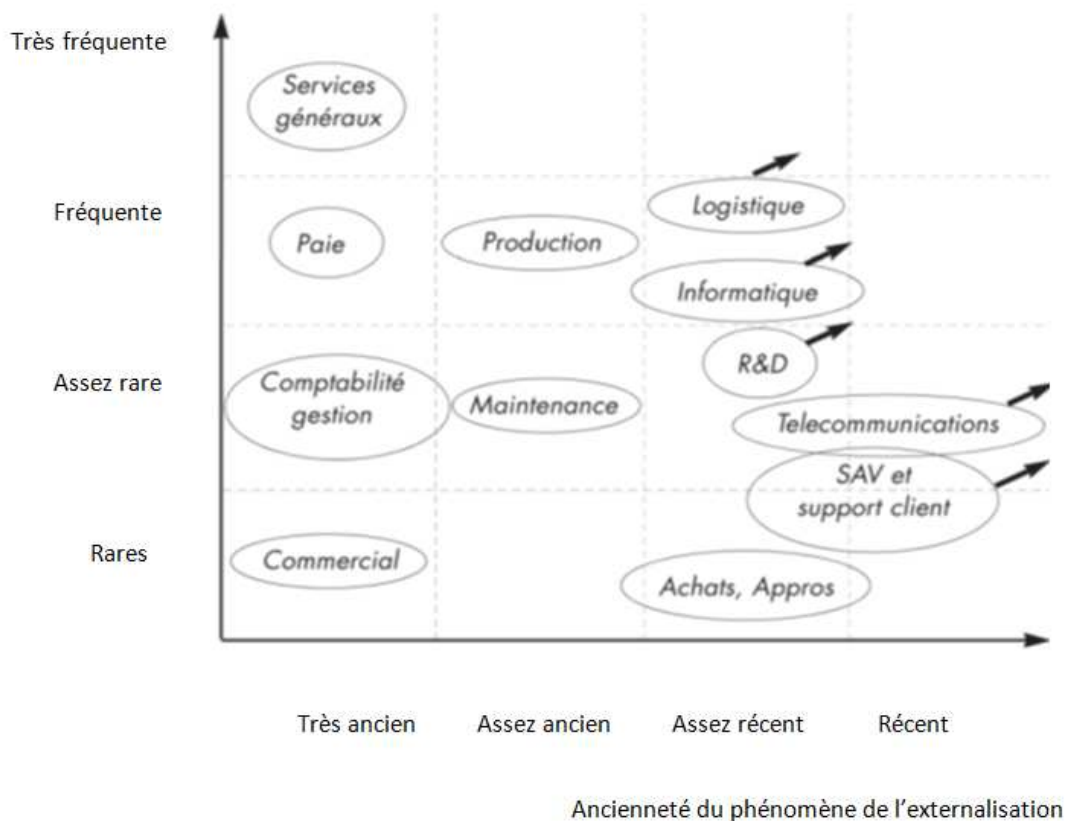 Très fréquente
Services
généraux
Fréquente
Logistique
Paie
Production
Informatique
Assez rare
R&D
Comptabilité
gestion
Maintenance
Telecommunications
SAV et
support client
Rares
Commercial
Achats, Appros
Très ancien
Assez ancien
Assez récent
Récent
Ancienneté du phénomène de l'externalisation